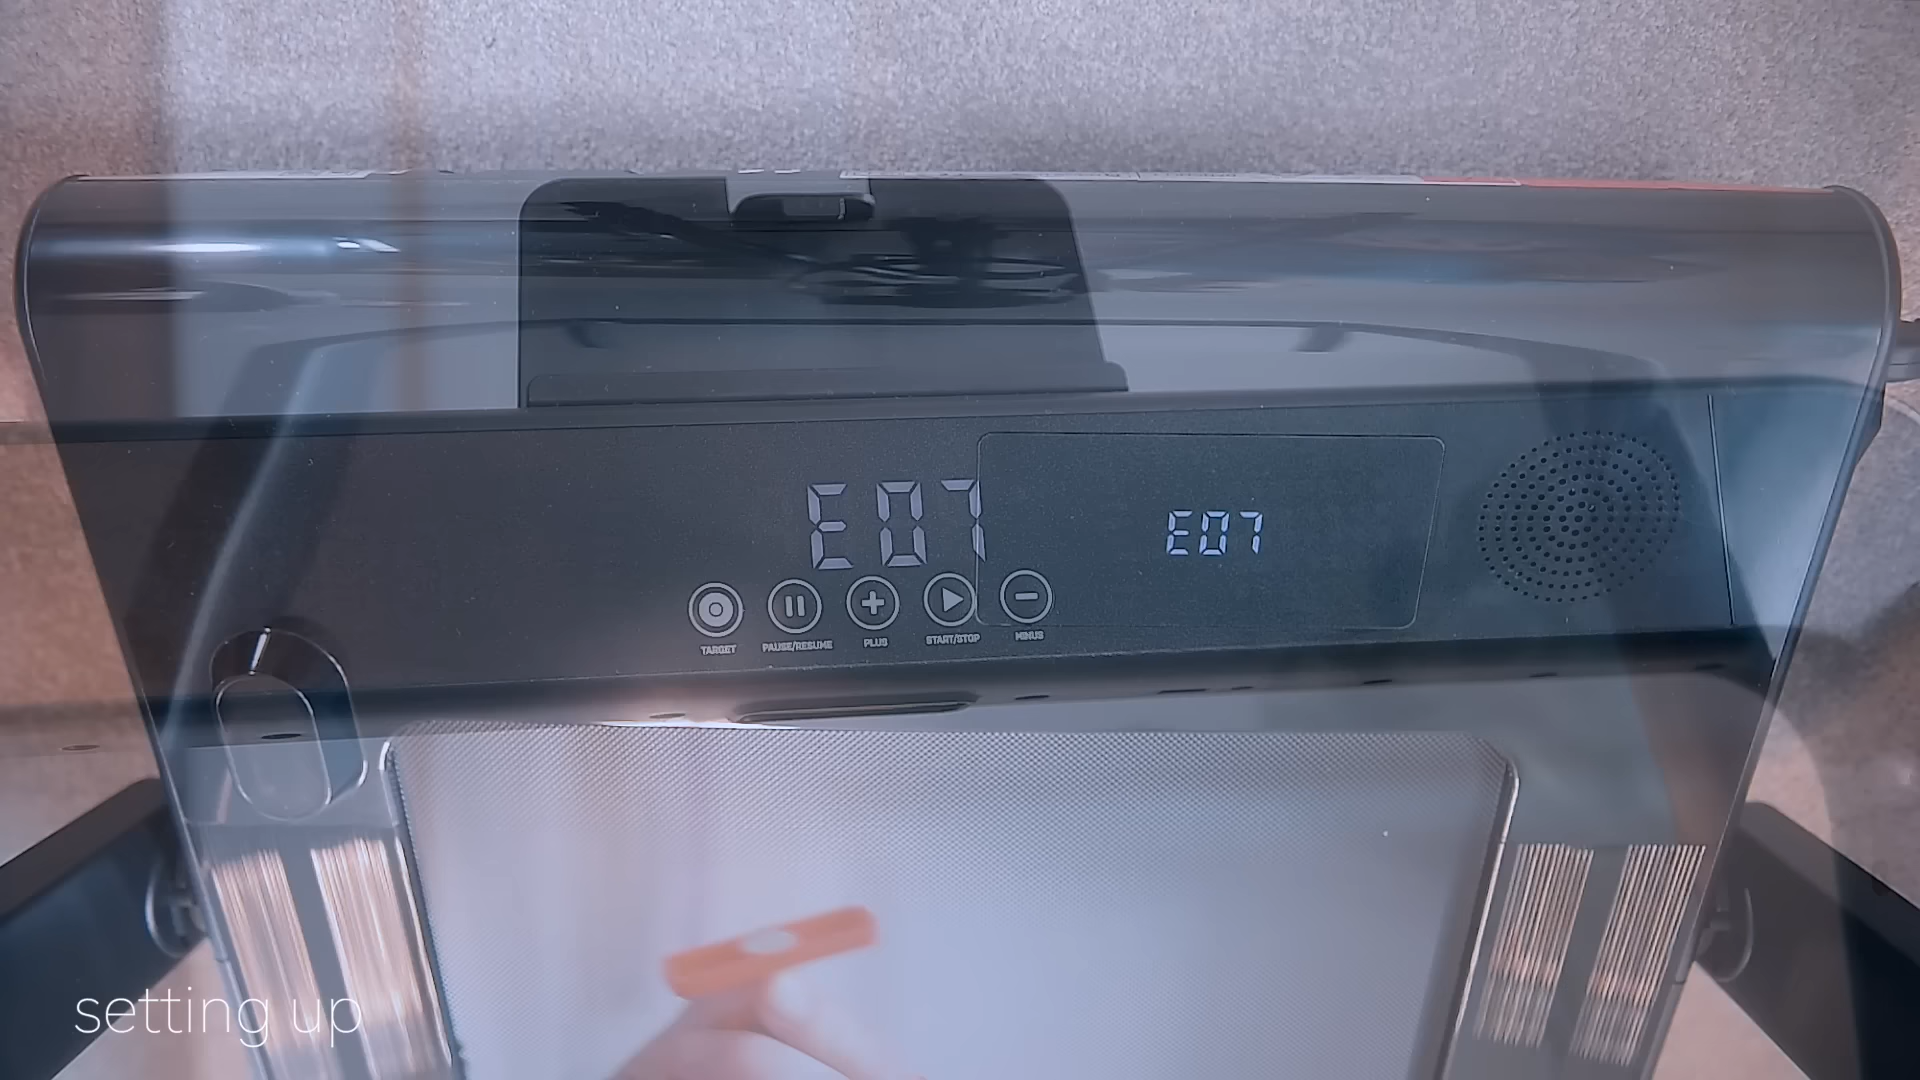 E07
E07
TARGET
PAUSE/RESUME
PLUS
START/STOP
MINUS
setting up